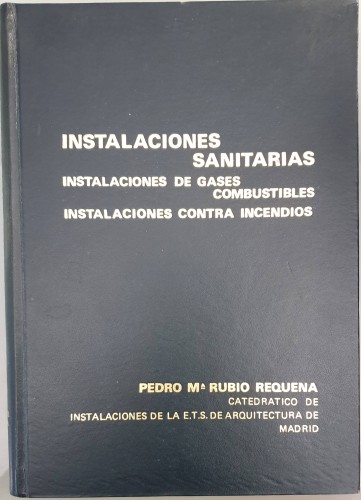 INSTALACIONES
SANITARIAS
INSTALACIONES DE GASES
COMBUSTIBLES
INSTALACIONES CONTRA INCENDIOS
PEDRO Mª RUBIO REQUENA
CATEDRATICO DE
INSTALACIONES DE LA E.T.S. DE ARQUITECTURA DE
MADRID